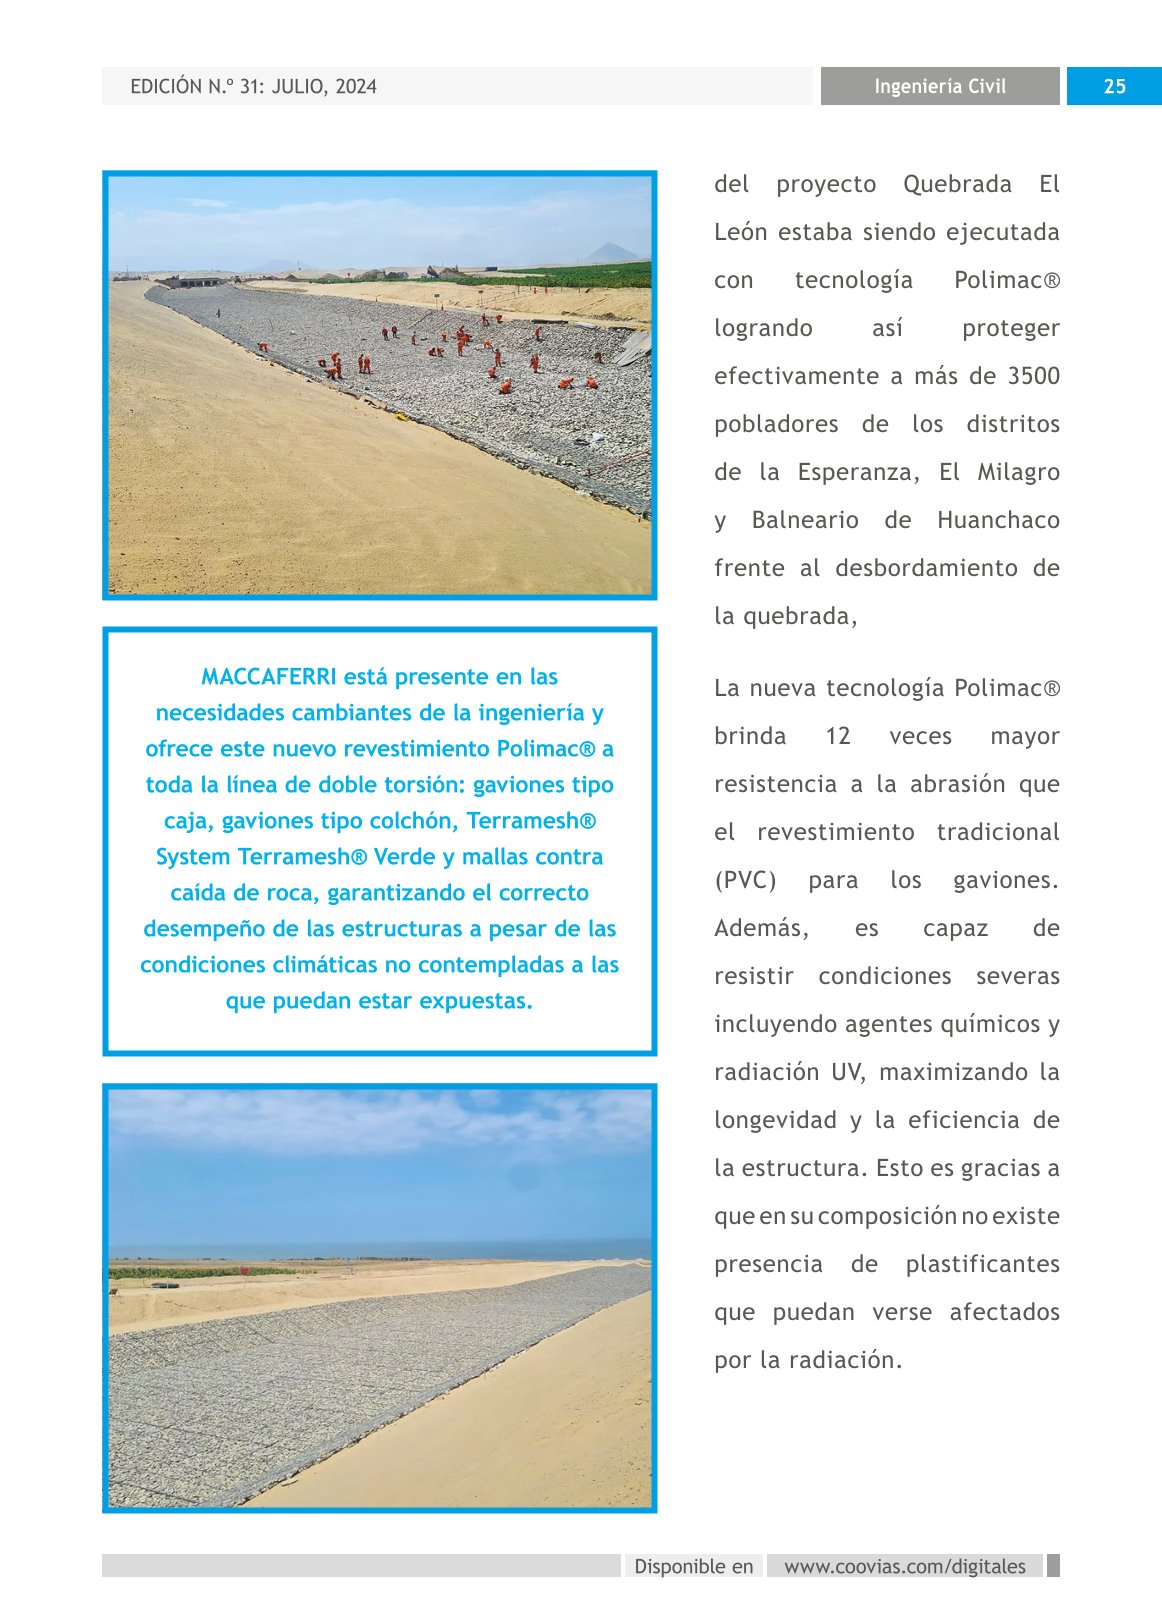 EDICIÓN N.º 31: JULIO, 2024
Ingeniería Civil
25
del proyecto Quebrada El
León estaba siendo ejecutada
con tecnología Polimac®
logrando así proteger
efectivamente a más de 3500
pobladores de los distritos
de la Esperanza, El Milagro
y Balneario de Huanchaco
frente al desbordamiento de
la quebrada,
La nueva tecnología Polimac®
brinda 12 veces mayor
resistencia a la abrasión que
el revestimiento tradicional
(PVC) para los gaviones.
Además, es capaz de
resistir condiciones severas
incluyendo agentes químicos y
radiación UV, maximizando la
longevidad y la eficiencia de
la estructura. Esto es gracias a
que en su composición no existe
presencia de plastificantes
que puedan verse afectados
por la radiación.
MACCAFERRI está presente en las
necesidades cambiantes de la ingeniería y
ofrece este nuevo revestimiento Polimac® a
toda la línea de doble torsión: gaviones tipo
caja, gaviones tipo colchón, Terramesh®
System Terramesh® Verde y mallas contra
caída de roca, garantizando el correcto
desempeño de las estructuras a pesar de las
condiciones climáticas no contempladas a las
que puedan estar expuestas.
Disponible en
www.coovias.com/digitales